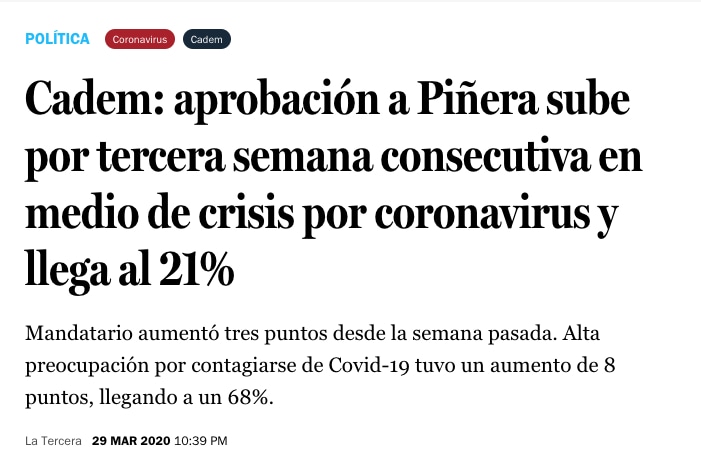 POLÍTICA Coronavirus Cadem
Cadem: aprobación a Piñera sube
por tercera semana consecutiva en
medio de crisis por coronavirus y
llega al 21%
Mandatario aumentó tres puntos desde la semana pasada. Alta
preocupación por contagiarse de Covid-19 tuvo un aumento de 8
puntos, llegando a un 68%.
La Tercera 29 MAR 2020 10:39 PM